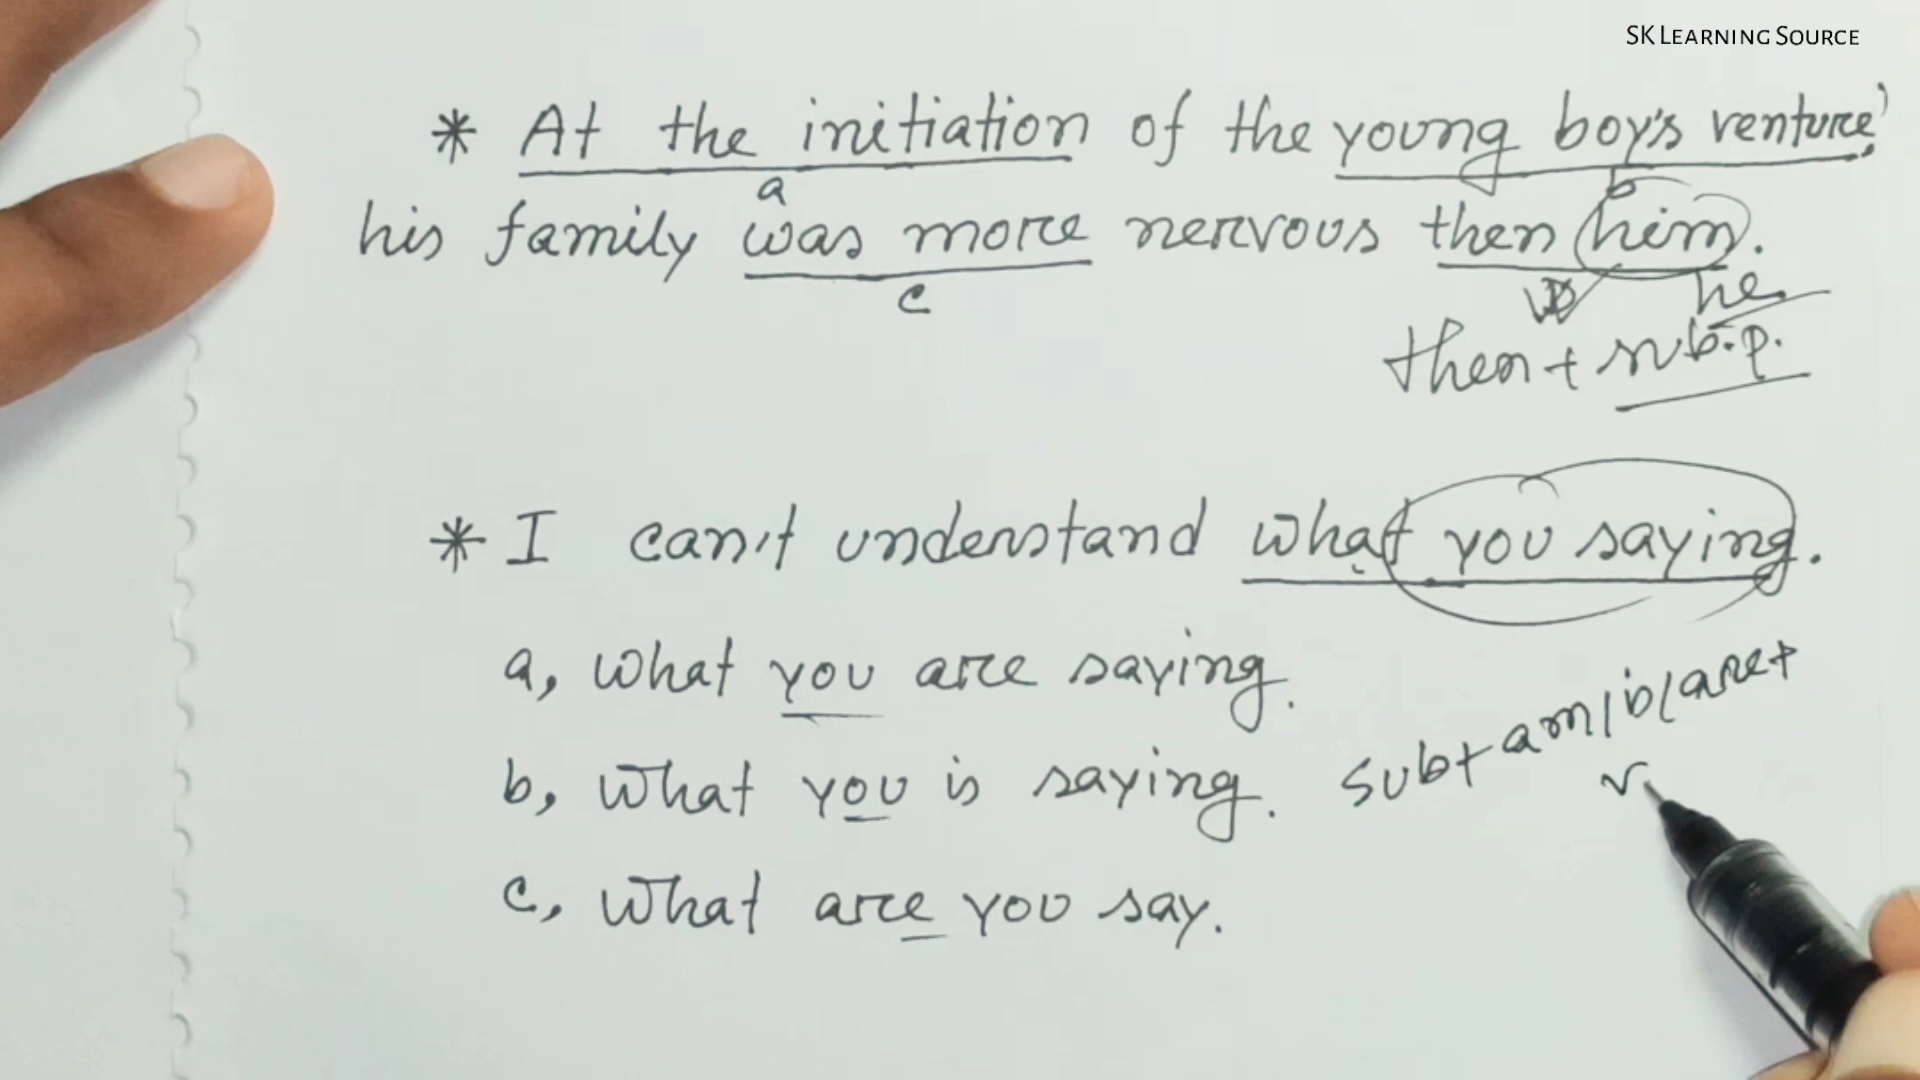 SK LEARNING SOURCE
* At the initiation of the young boy's venture,
a b
his family was more nervous then him.
c D he
then + sub.p.
* I can't understand what you saying.
a, what you are saying.
sub+ am/is/are+
b, what you is saying.
v
c, what are you say.